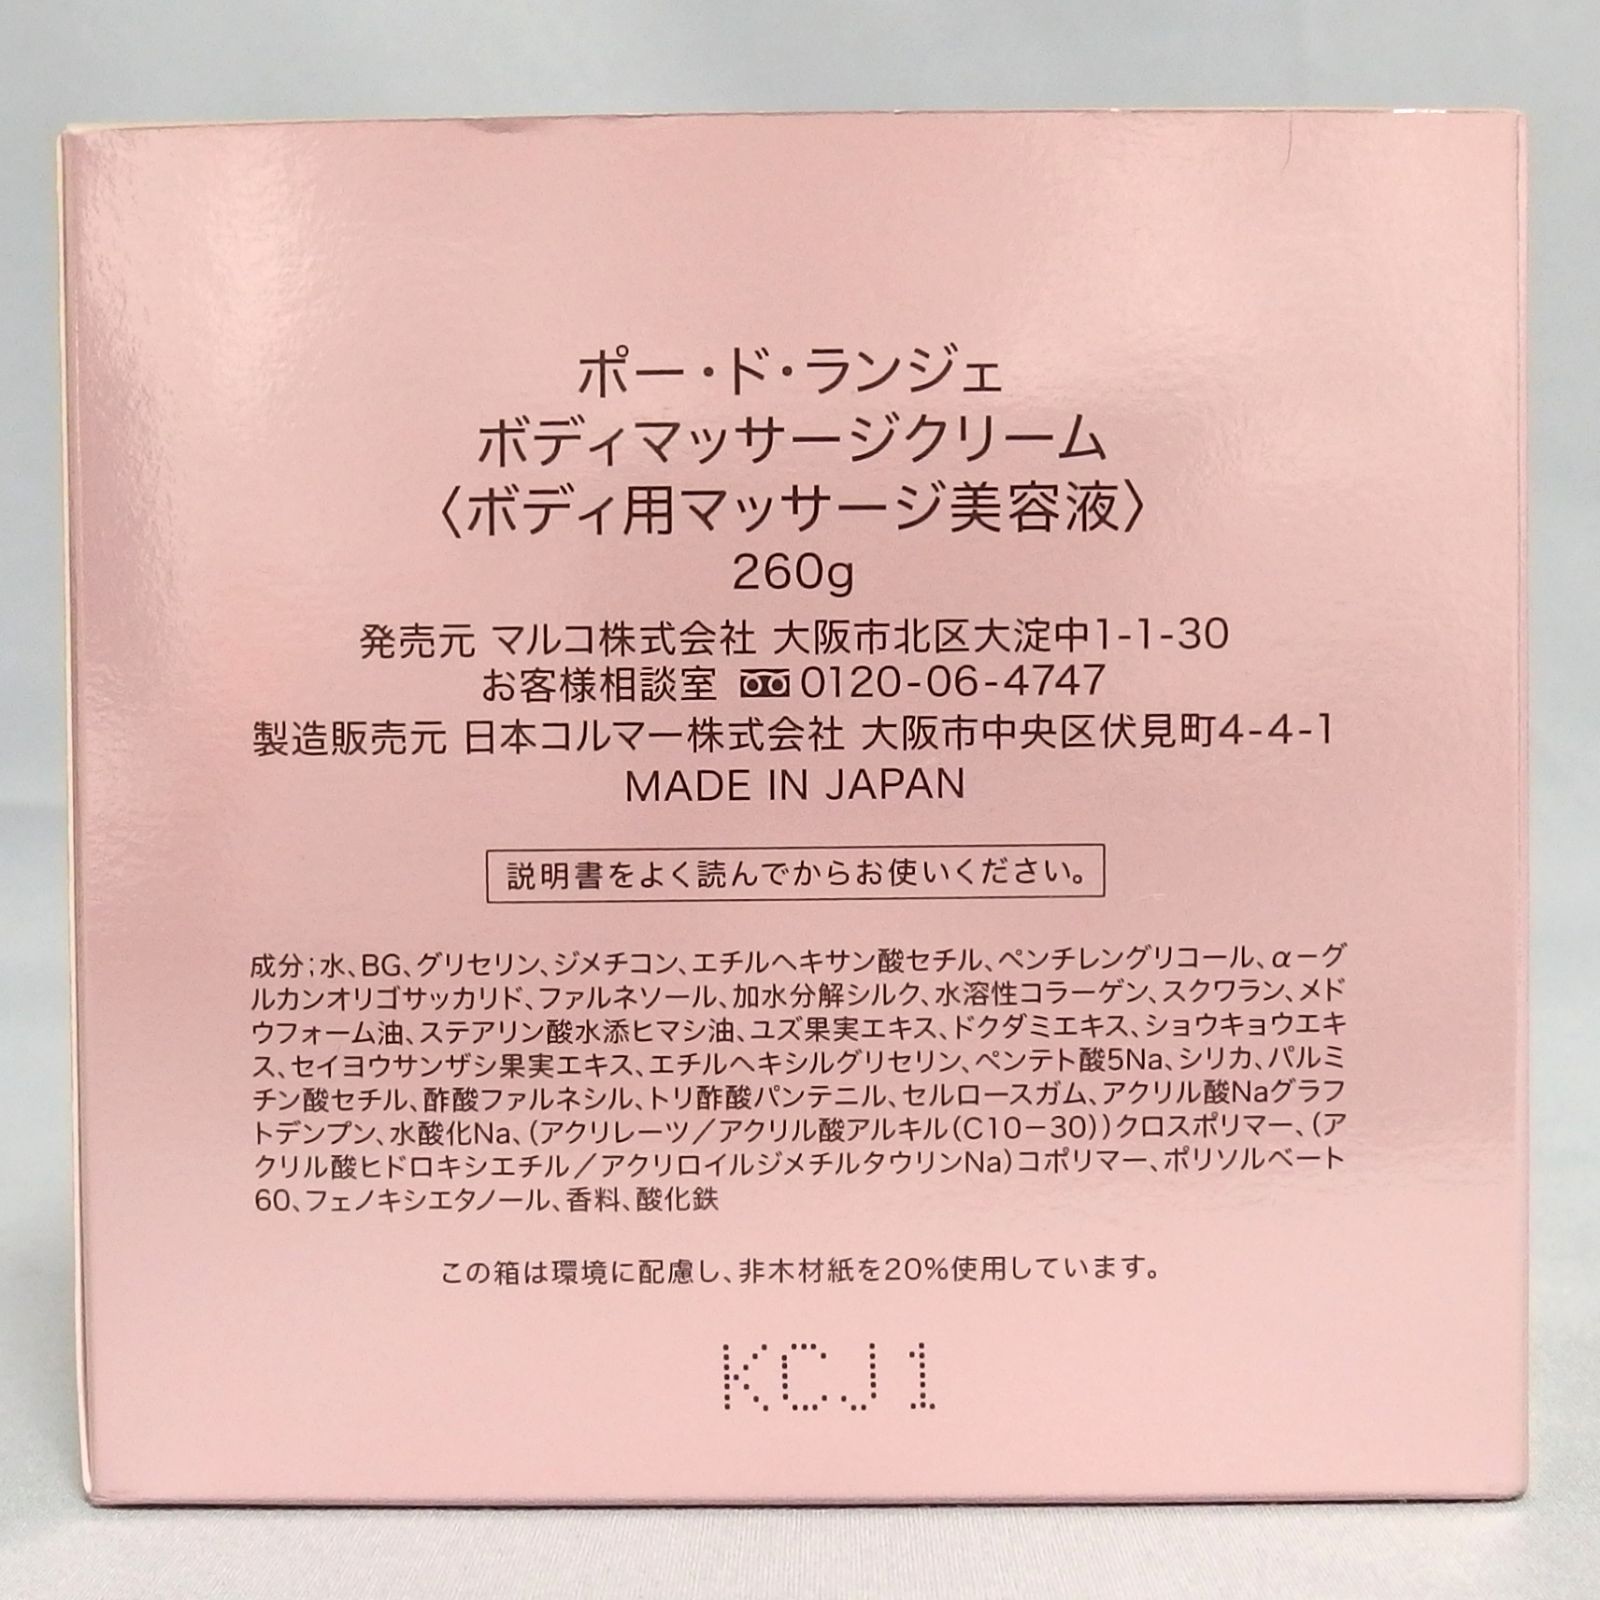 ポー・ド・ランジェ
ボディマッサージクリーム
〈ボディ用マッサージ美容液〉
260g
発売元 マルコ株式会社 大阪市北区大淀中1-1-30
お客様相談室 0120-06-4747
製造販売元 日本コルマー株式会社 大阪市中央区伏見町4-4-1
MADE IN JAPAN
説明書をよく読んでからお使いください。
成分；水、BG、グリセリン、ジメチコン、エチルヘキサン酸セチル、ペンチレングリコール、α－グ
ルカンオリゴサッカリド、ファルネソール、加水分解シルク、水溶性コラーゲン、スクワラン、メド
ウフォーム油、ステアリン酸水添ヒマシ油、ユズ果実エキス、ドクダミエキス、ショウキョウエキ
ス、セイヨウサンザシ果実エキス、エチルヘキシルグリセリン、ペンテト酸5Na、シリカ、パルミ
チン酸セチル、酢酸ファルネシル、トリ酢酸パンテニル、セルロースガム、アクリル酸Naグラフ
トデンプン、水酸化Na、（アクリレーツ／アクリル酸アルキル（C10－30））クロスポリマー、（ア
クリル酸ヒドロキシエチル／アクリロイルジメチルタウリンNa）コポリマー、ポリソルベート
60、フェノキシエタノール、香料、酸化鉄
この箱は環境に配慮し、非木材紙を20%使用しています。
KCJ1